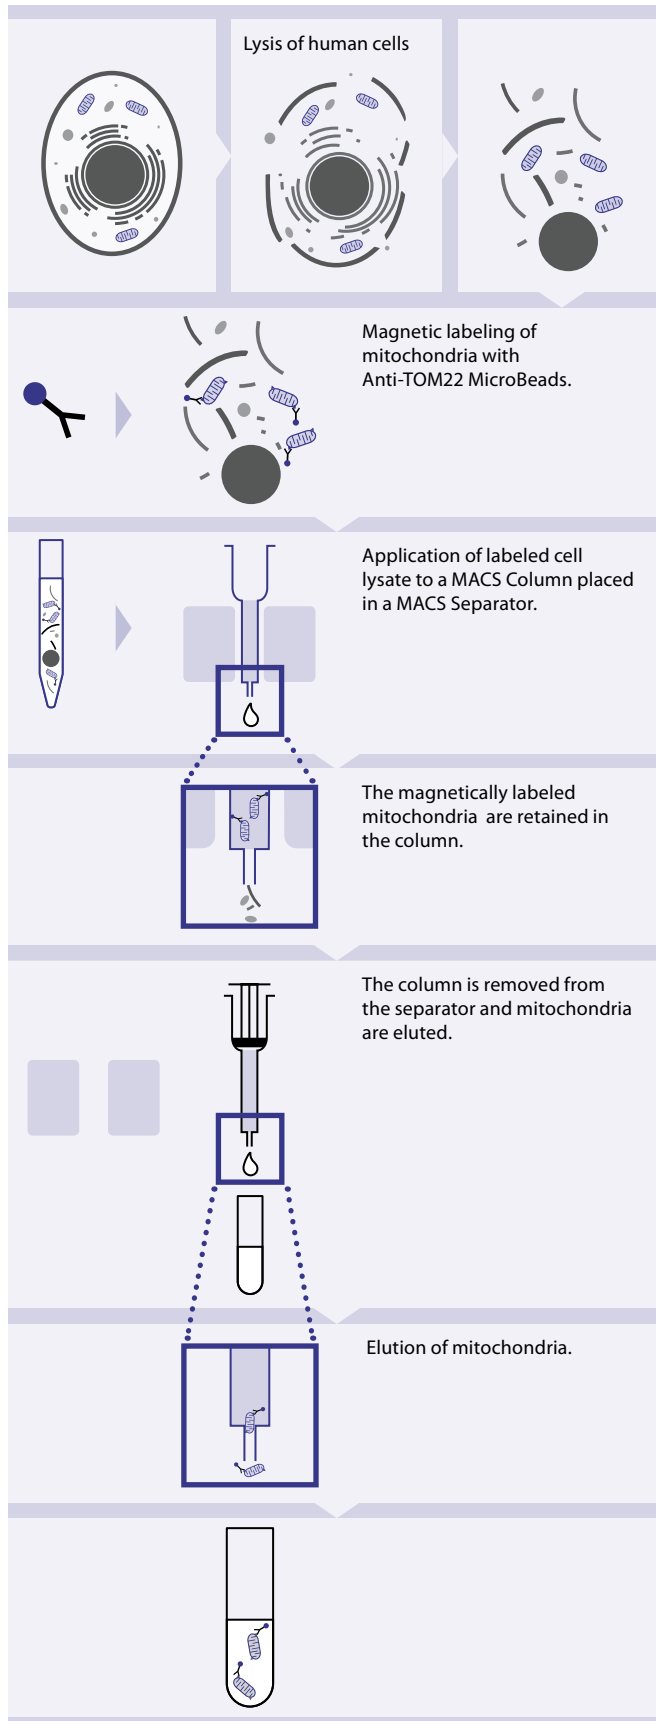 Lysis of human cells
Magnetic labeling of
mitochondria with
Anti-TOM22 MicroBeads.
Application of labeled cell
lysate to a MACS Column placed
in a MACS Separator.
The magnetically labeled
mitochondria are retained in
the column.
The column is removed from
the separator and mitochondria
are eluted.
Elution of mitochondria.